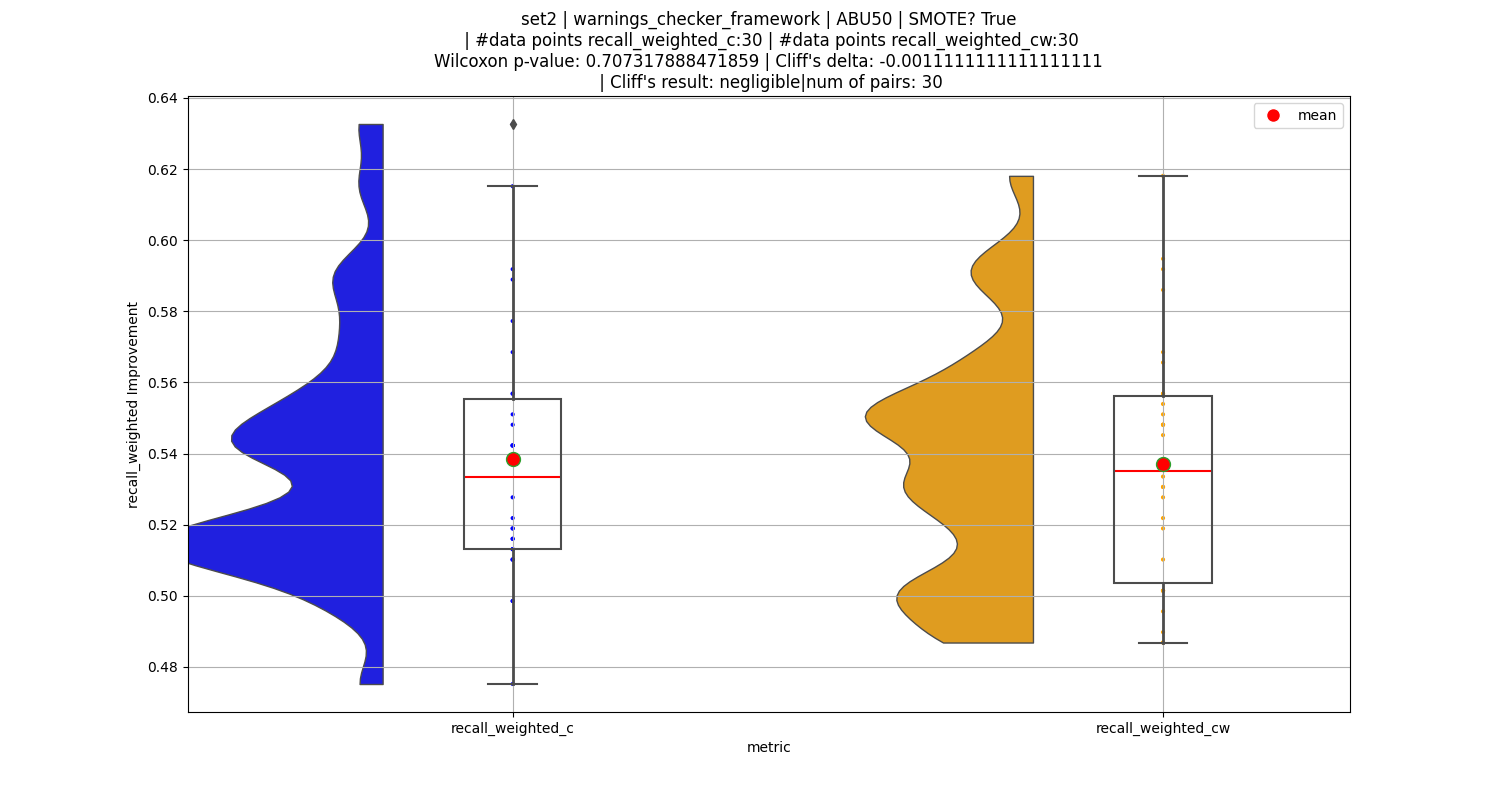 set2 | warnings_checker_framework | ABU50 | SMOTE? True
| #data points recall_weighted_c:30 | #data points recall_weighted_cw:30
Wilcoxon p-value: 0.707317888471859 | Cliff's delta: -0.0011111111111111111
| Cliff's result: negligible|num of pairs: 30
mean
0.64
0.62
0.60
0.58
0.56
0.54
0.52
0.50
0.48
recall_weighted Improvement
recall_weighted_c
recall_weighted_cw
metric